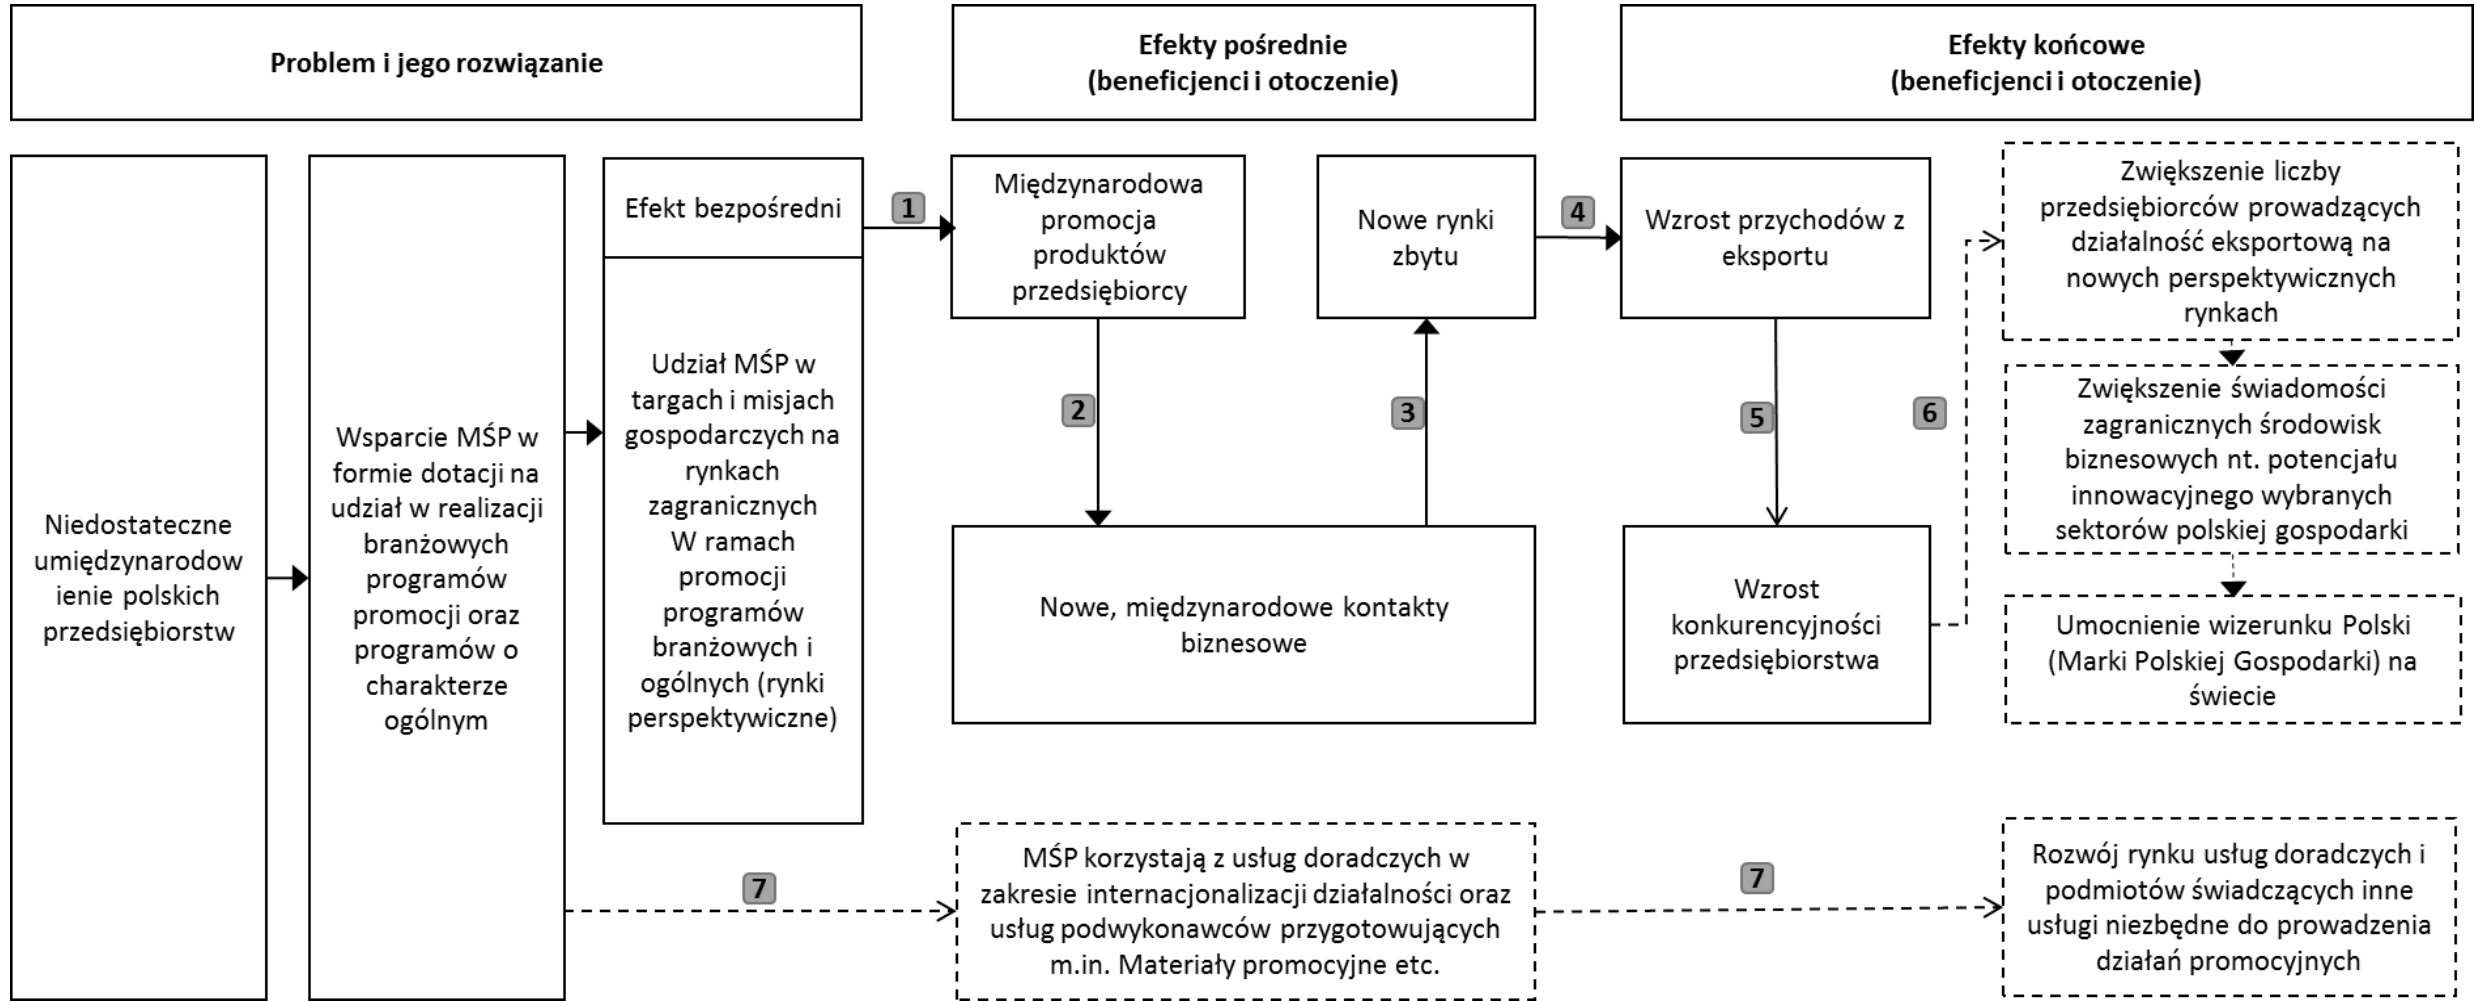 Problem i jego rozwiązanie
Efekty pośrednie
(beneficjenci i otoczenie)
Efekty końcowe
(beneficjenci i otoczenie)
Niedostateczne
umiędzynarodow
ienie polskich
przedsiębiorstw
Wsparcie MŚP w
formie dotacji na
udział w realizacji
branżowych
programów
promocji oraz
programów o
charakterze
ogólnym
Efekt bezpośredni
Udział MŚP w
targach i misjach
gospodarczych na
rynkach
zagranicznych
W ramach
promocji
programów
branżowych i
ogólnych (rynki
perspektywiczne)
1
Międzynarodowa
promocja
produktów
przedsiębiorcy
2
Nowe, międzynarodowe kontakty
biznesowe
3
Nowe rynki
zbytu
4
Wzrost przychodów z
eksportu
5
Wzrost
konkurencyjności
przedsiębiorstwa
6
Zwiększenie liczby
przedsiębiorców prowadzących
działalność eksportową na
nowych perspektywicznych
rynkach
Zwiększenie świadomości
zagranicznych środowisk
biznesowych nt. potencjału
innowacyjnego wybranych
sektorów polskiej gospodarki
Umocnienie wizerunku Polski
(Marki Polskiej Gospodarki) na
świecie
7
MŚP korzystają z usług doradczych w
zakresie internacjonalizacji działalności oraz
usług podwykonawców przygotowujących
m.in. Materiały promocyjne etc.
7
Rozwój rynku usług doradczych i
podmiotów świadczących inne
usługi niezbędne do prowadzenia
działań promocyjnych